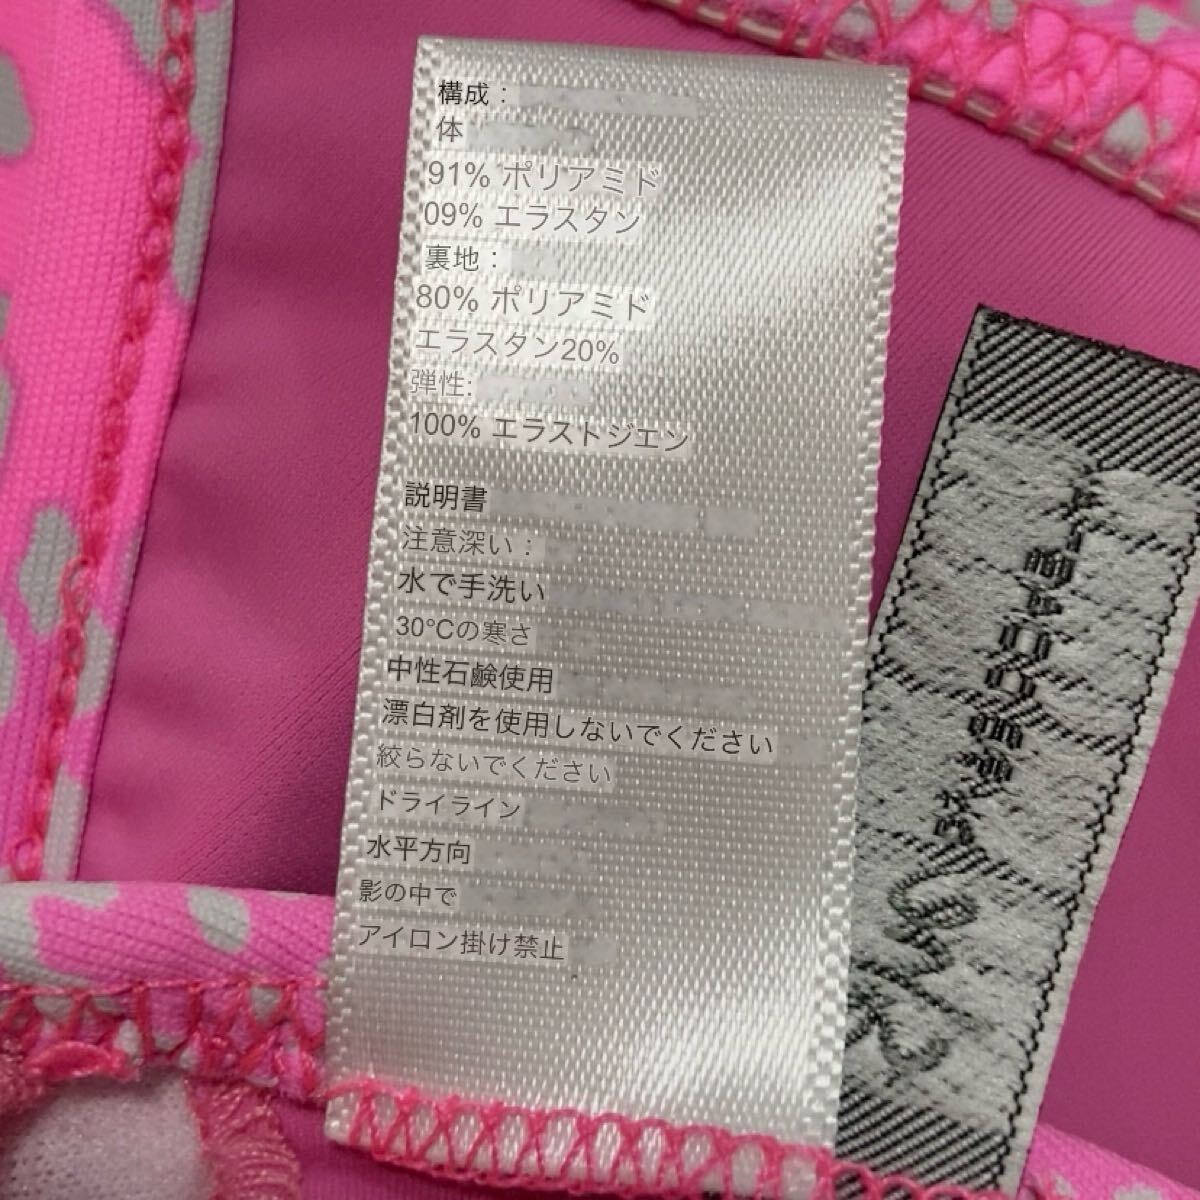 構成：
体
91% ポリアミド
09% エラスタン
裏地：
80% ポリアミド
エラスタン20%
弾性:
100% エラストジエン
説明書
注意深い：
水で手洗い
30°Cの寒さ
中性石鹸使用
漂白剤を使用しないでください
絞らないでください
ドライライン
水平方向
影の中で
アイロン掛け禁止